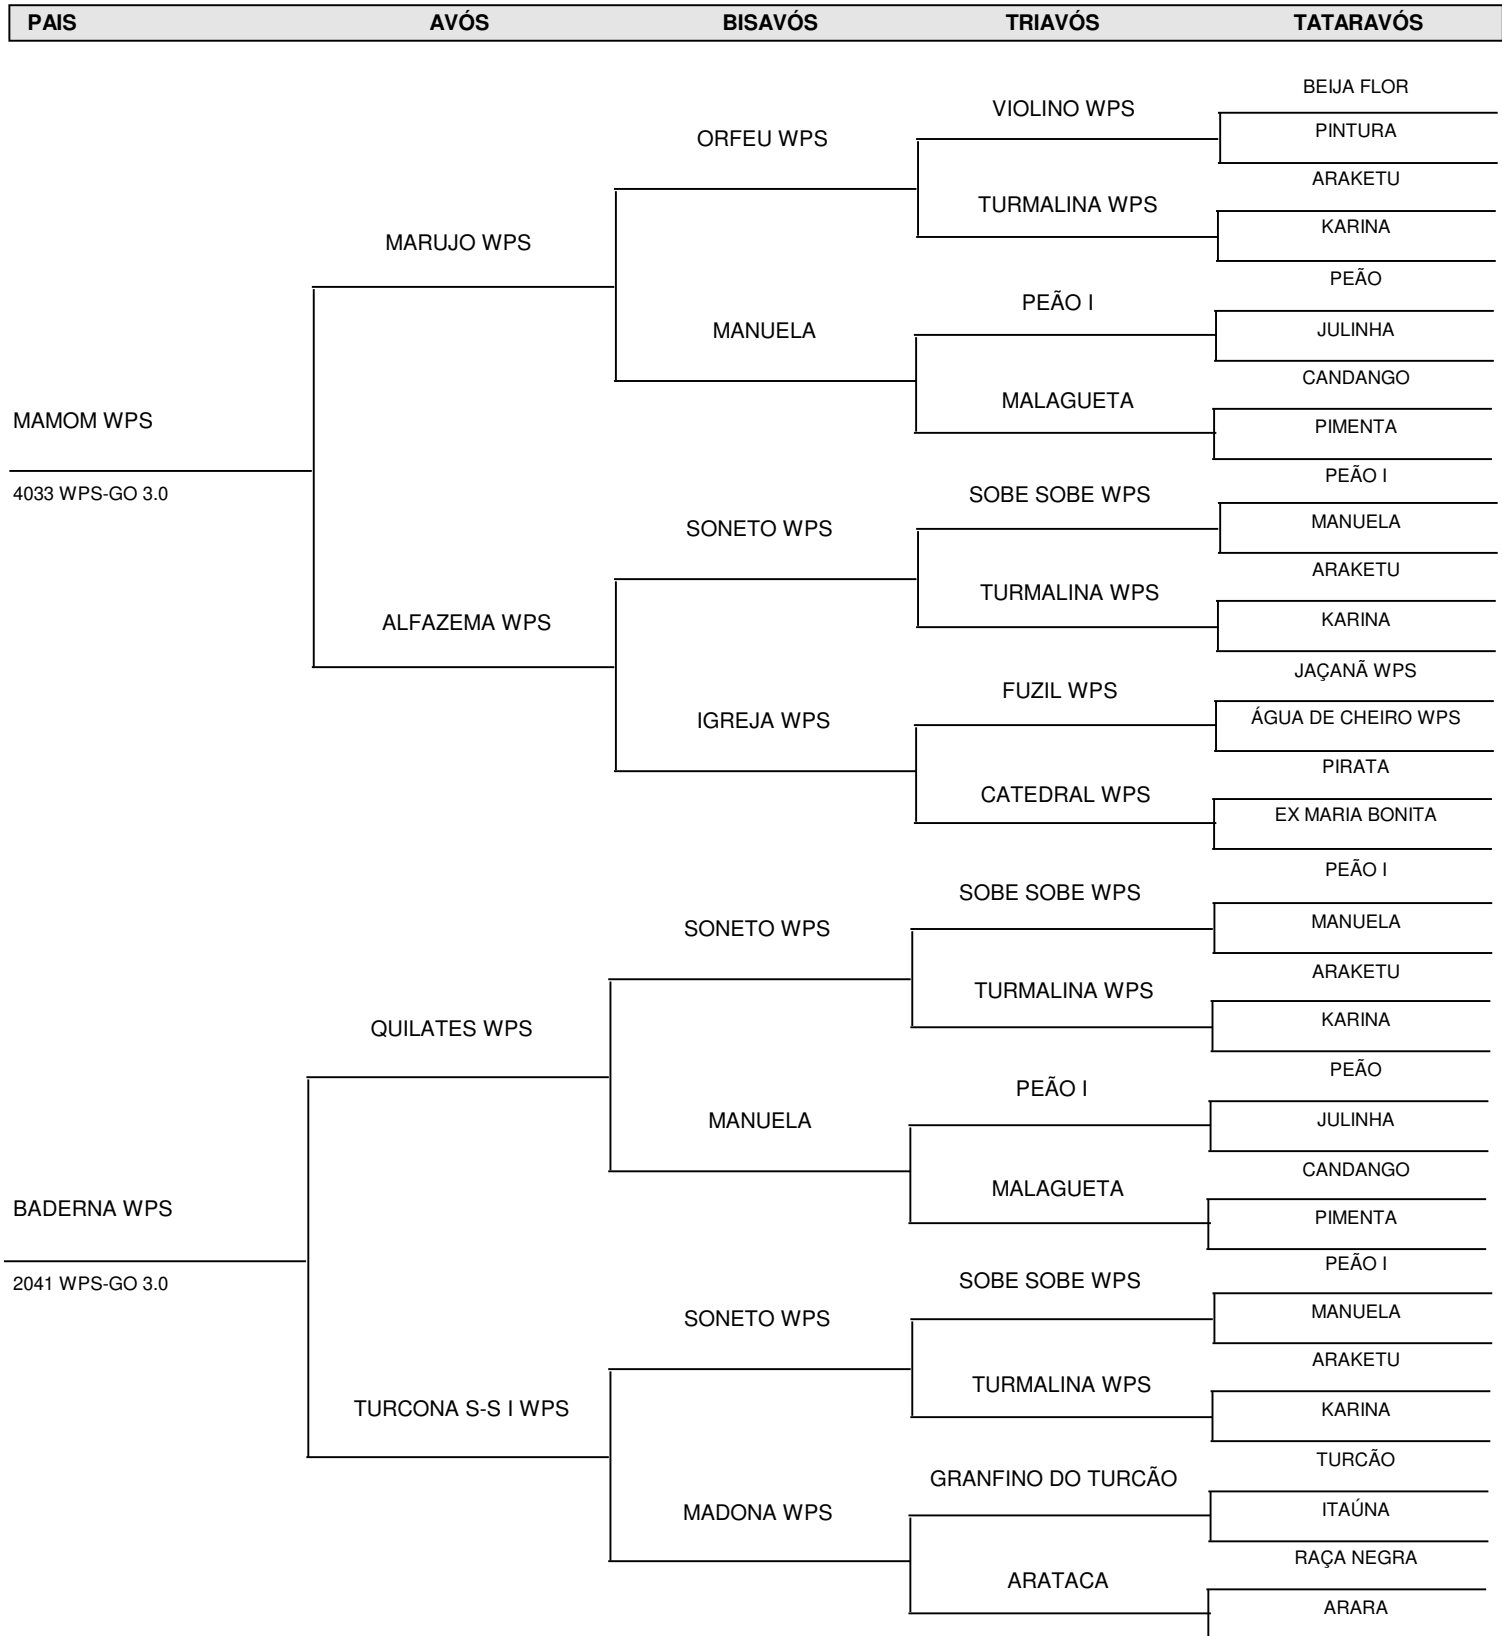 PAIS AVÓS BISAVÓS TRIAVÓS TATARAVÓS
BEIJA FLOR
VIOLINO WPS
PINTURA
ORFEU WPS
ARAKETU
TURMALINA WPS
KARINA
MARUJO WPS
PEÃO
PEÃO I
JULINHA
MANUELA
CANDANGO
MALAGUETA
PIMENTA
MAMOM WPS
4033 WPS-GO 3.0
PEÃO I
SOBE SOBE WPS
MANUELA
SONETO WPS
ARAKETU
TURMALINA WPS
KARINA
ALFAZEMA WPS
JAÇANÃ WPS
FUZIL WPS
ÁGUA DE CHEIRO WPS
IGREJA WPS
PIRATA
CATEDRAL WPS
EX MARIA BONITA
PEÃO I
SOBE SOBE WPS
MANUELA
SONETO WPS
ARAKETU
TURMALINA WPS
KARINA
QUILATES WPS
PEÃO
PEÃO I
JULINHA
MANUELA
CANDANGO
MALAGUETA
PIMENTA
BADERNA WPS
2041 WPS-GO 3.0
PEÃO I
SOBE SOBE WPS
MANUELA
SONETO WPS
ARAKETU
TURMALINA WPS
KARINA
TURCONA S-S I WPS
TURCÃO
GRANFINO DO TURCÃO
ITAÚNA
MADONA WPS
RAÇA NEGRA
ARATACA
ARARA